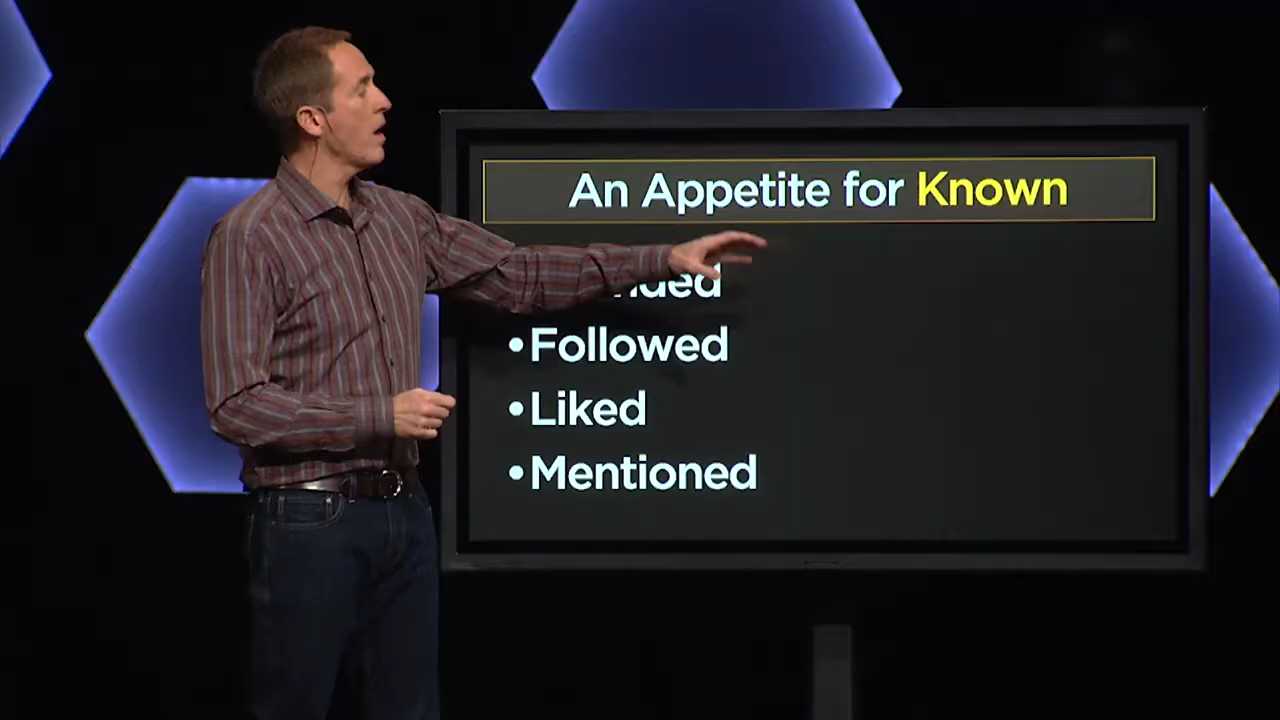 An Appetite for Known
•Followed
•Liked
•Mentioned